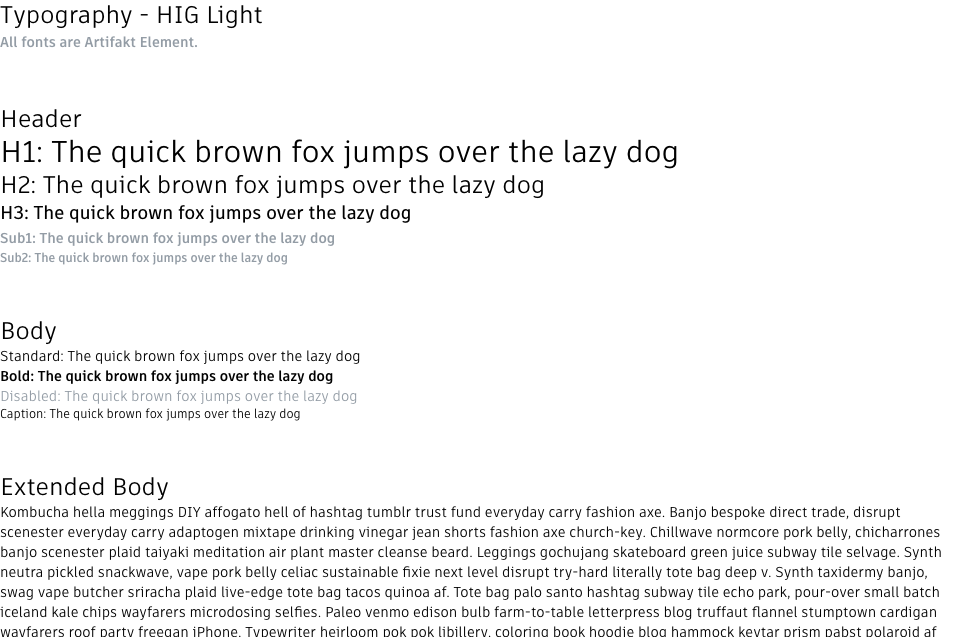 Typography - HIG Light
All fonts are Artifakt Element.
Header
H1: The quick brown fox jumps over the lazy dog
H2: The quick brown fox jumps over the lazy dog
H3: The quick brown fox jumps over the lazy dog
Sub1: The quick brown fox jumps over the lazy dog
Sub2: The quick brown fox jumps over the lazy dog
Body
Standard: The quick brown fox jumps over the lazy dog
Bold: The quick brown fox jumps over the lazy dog
Disabled: The quick brown fox jumps over the lazy dog
Caption: The quick brown fox jumps over the lazy dog
Extended Body
Kombucha hella meggings DIY affogato hell of hashtag tumblr trust fund everyday carry fashion axe. Banjo bespoke direct trade, disrupt
scenester everyday carry adaptogen mixtape drinking vinegar jean shorts fashion axe church-key. Chillwave normcore pork belly, chicharrones
banjo scenester plaid taiyaki meditation air plant master cleanse beard. Leggings gochujang skateboard green juice subway tile selvage. Synth
neutra pickled snackwave, vape pork belly celiac sustainable fixie next level disrupt try-hard literally tote bag deep v. Synth taxidermy banjo,
swag vape butcher sriracha plaid live-edge tote bag tacos quinoa af. Tote bag palo santo hashtag subway tile echo park, pour-over small batch
iceland kale chips wayfarers microdosing selfies. Paleo venmo edison bulb farm-to-table letterpress blog truffaut flannel stumptown cardigan
wayfarers roof party freegan iPhone. Typewriter heirloom pok pok libillery, coloring book hoodie blog hammock keytar prism pabst polaroid af